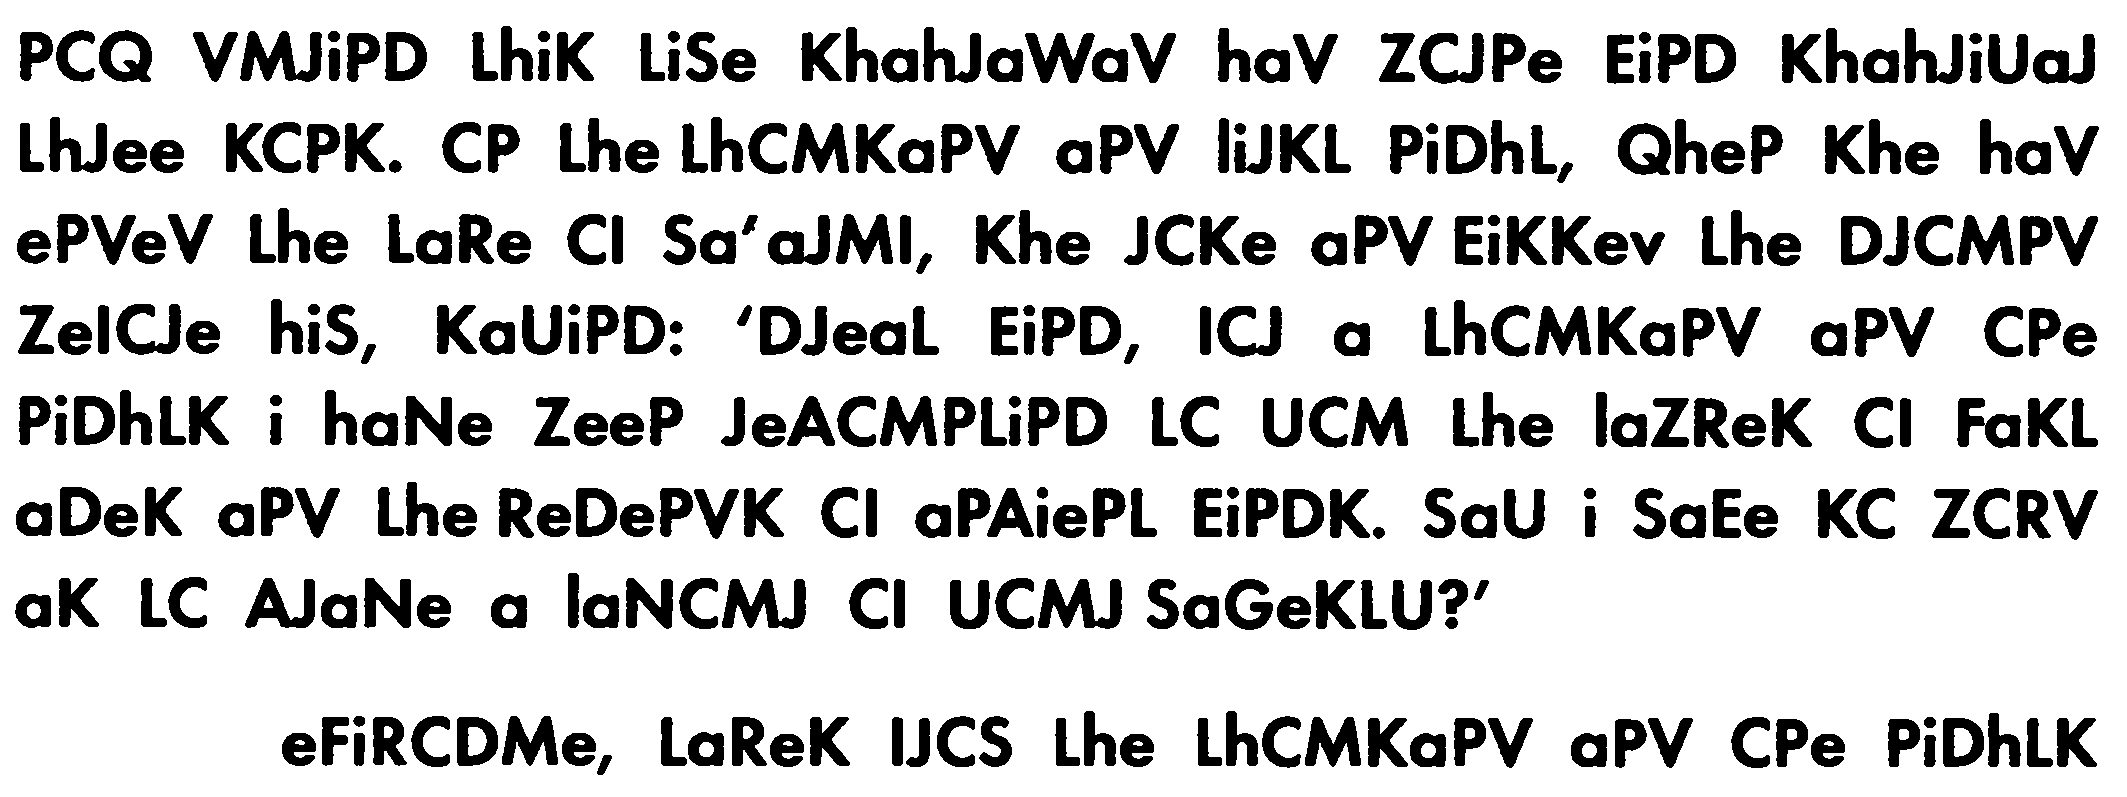 PCQ VMJiPD LhiK LiSe KhahJaWaV haV ZCJPe EiPD KhahJiUaJ
LhJee KCPK. CP Lhe LhCMKaPV aPV liJKL PiDhL, QheP Khe haV
ePVeV Lhe LaRe CI Sa'aJMI, Khe JCKe aPV EiKKev Lhe DJCMPV
ZeICJe hiS, KaUiPD: 'DJeaL EiPD, ICJ a LhCMKaPV aPV CPe
PiDhLK i haNe ZeeP JeACMPLiPD LC UCM Lhe laZReK CI FaKL
aDeK aPV Lhe ReDePVK CI aPAiePL EiPDK. SaU i SaEe KC ZCRV
aK LC AJaNe a laNCMJ CI UCMJ SaGeKLU?'
eFiRCDMe, LaReK IJCS Lhe LhCMKaPV aPV CPe PiDhLK